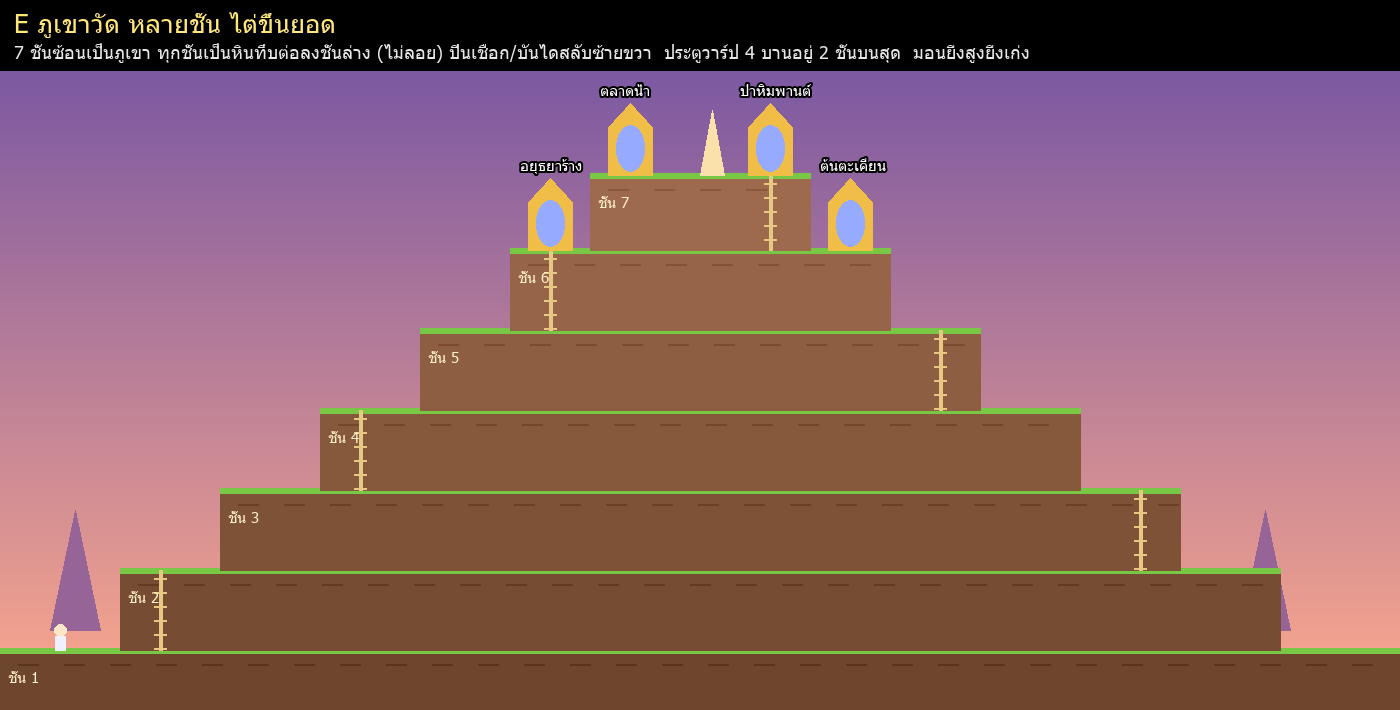 E ภูเขาวัด หลายชั้น ไต่ขึ้นยอด
7 ชั้นซ้อนเป็นภูเขา ทุกชั้นเป็นหินทึบต่อลงชั้นล่าง (ไม่ลอย) ปีนเชือก/บันไดสลับซ้ายขวา ประตูวาร์ป 4 บานอยู่ 2 ชั้นบนสุด มอนยิ่งสูงยิ่งเก่ง
ตลาดน้ำ ป่าหิมพานต์
อยุธยาร้าง ต้นตะเคียน
ชั้น 7
ชั้น 6
ชั้น 5
ชั้น 4
ชั้น 3
ชั้น 2
ชั้น 1